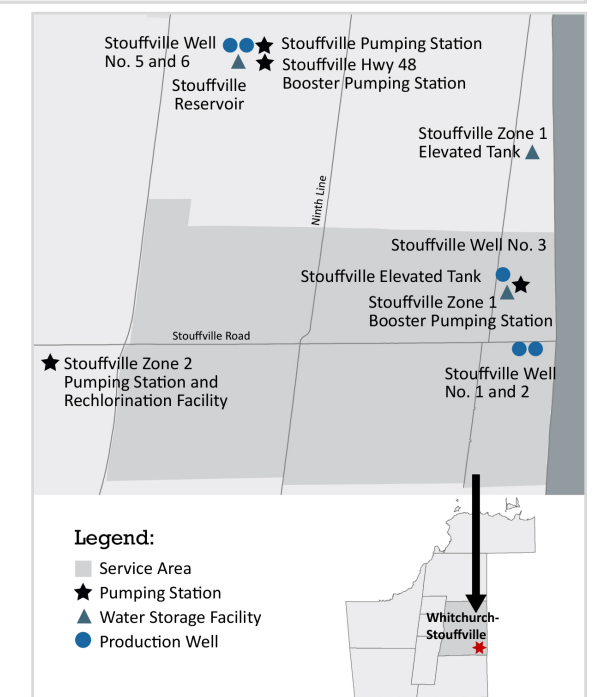 Stouffville Well
No. 5 and 6
Stouffville Pumping Station
Stouffville Hwy 48
Booster Pumping Station
Stouffville
Reservoir
Stouffville Zone 1
Elevated Tank
Ninth Line
Stouffville Well No. 3
Stouffville Elevated Tank
Stouffville Zone 1
Booster Pumping Station
Stouffville Road
Stouffville Zone 2
Pumping Station and
Rechlorination Facility
Stouffville Well
No. 1 and 2
Legend:
Service Area
Pumping Station
Water Storage Facility
Production Well
Whitchurch-
Stouffville